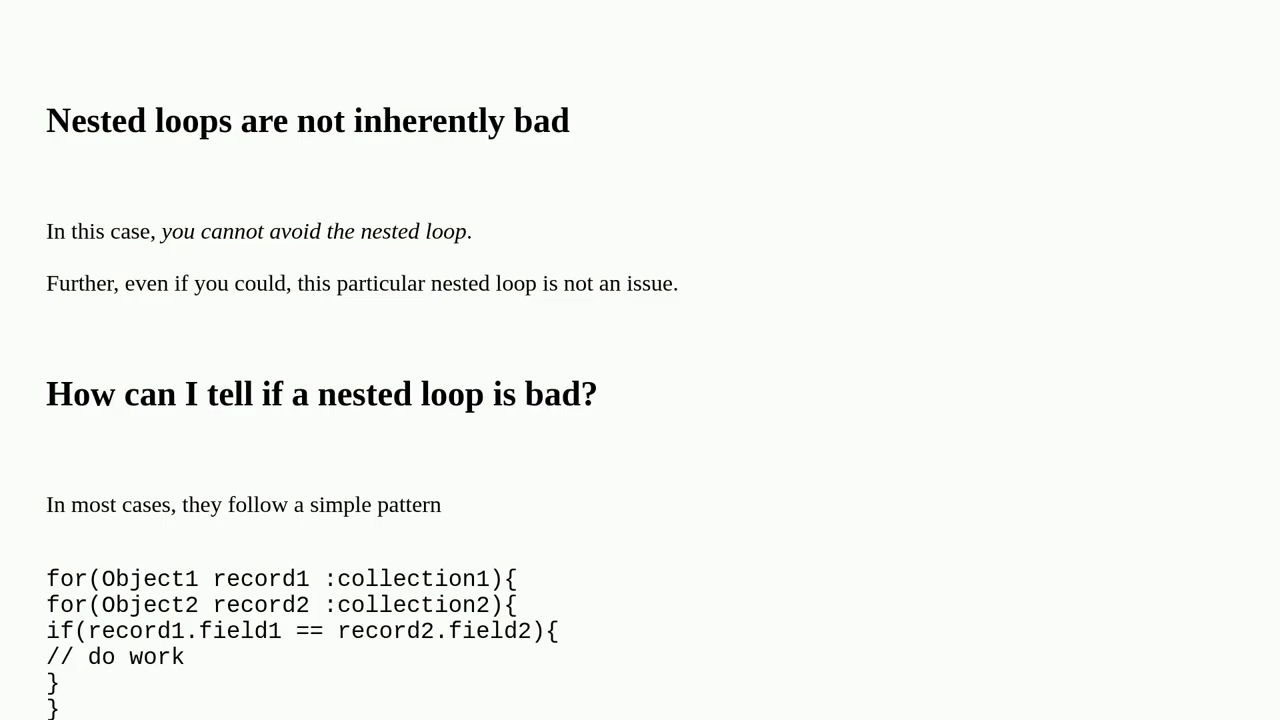 Nested loops are not inherently bad
In this case, you cannot avoid the nested loop.
Further, even if you could, this particular nested loop is not an issue.
How can I tell if a nested loop is bad?
In most cases, they follow a simple pattern
for(Object1 record1 :collection1){
for(Object2 record2 :collection2){
if(record1.field1 == record2.field2){
// do work
}
}